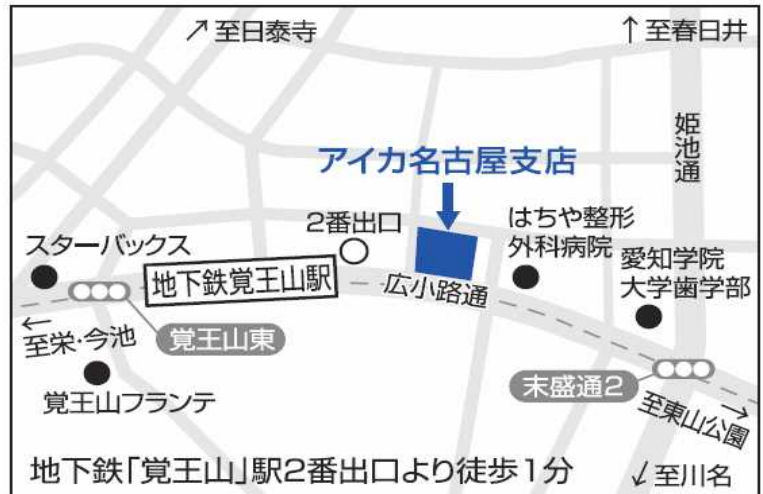 ↗至日泰寺
↑至春日井
姫池通
アイカ名古屋支店
2番出口
はちや整形
外科病院
スターバックス
地下鉄覚王山駅
広小路通
愛知学院
大学歯学部
←
至栄・今池
覚王山東
覚王山フランテ
末盛通2
→
至東山公園
地下鉄「覚王山」駅2番出口より徒歩1分
↙至川名